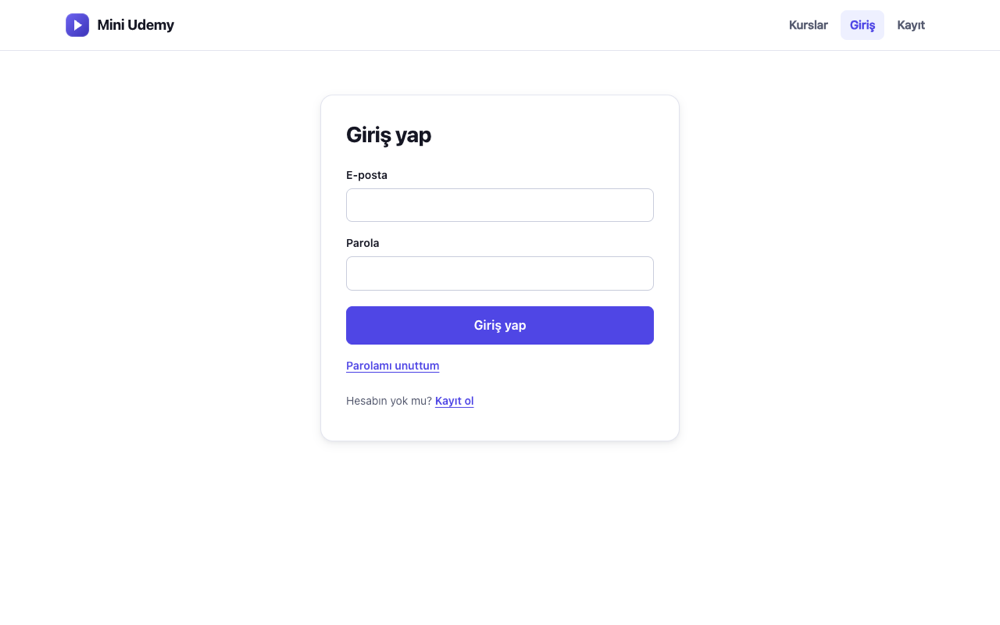 Mini Udemy
Kurslar Giriş Kayıt
Giriş yap
E-posta
Parola
Giriş yap
Parolamı unuttum
Hesabın yok mu? Kayıt ol